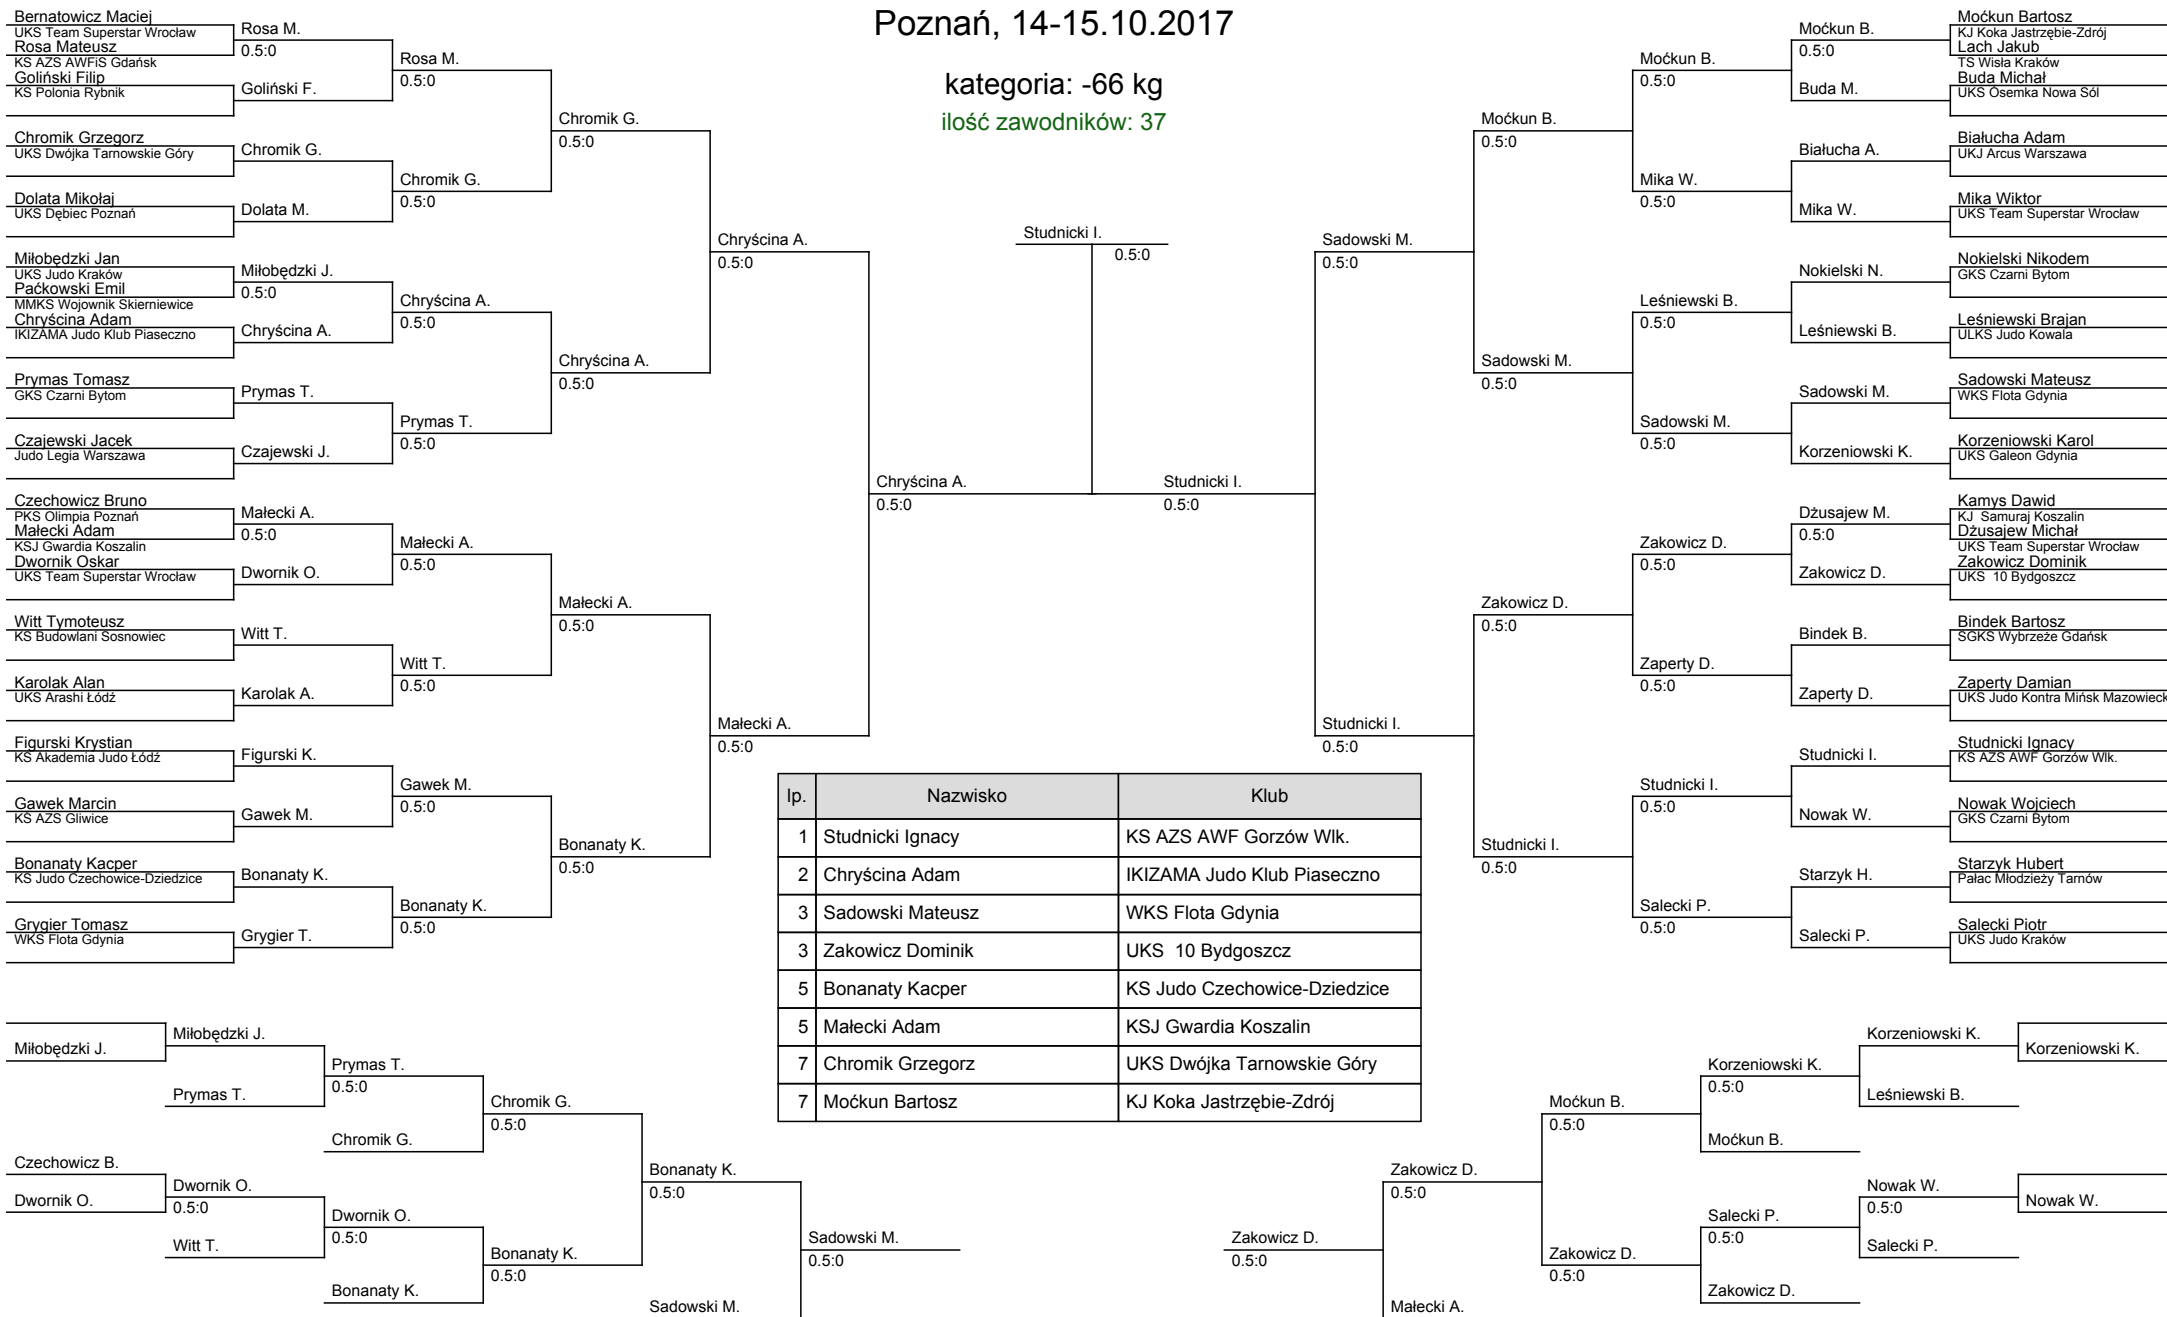 Poznań, 14-15.10.2017
kategoria: -66 kg
ilość zawodników: 37
Bernatowicz Maciej
UKS Team Superstar Wrocław
Rosa Mateusz
KS AZS AWFiS Gdańsk
Goliński Filip
KS Polonia Rybnik
Chromik Grzegorz
UKS Dwójka Tarnowskie Góry
Dolata Mikołaj
UKS Dębiec Poznań
Miłobędzki Jan
UKS Judo Kraków
Paćkowski Emil
MMKS Wojownik Skierniewice
Chryścina Adam
IKIZAMA Judo Klub Piaseczno
Prymas Tomasz
GKS Czarni Bytom
Czajewski Jacek
Judo Legia Warszawa
Czechowicz Bruno
PKS Olimpia Poznań
Małecki Adam
KSJ Gwardia Koszalin
Dwornik Oskar
UKS Team Superstar Wrocław
Witt Tymoteusz
KS Budowlani Sosnowiec
Karolak Alan
UKS Arashi Łódź
Figurski Krystian
KS Akademia Judo Łódź
Gawek Marcin
KS AZS Gliwice
Bonanaty Kacper
KS Judo Czechowice-Dziedzice
Grygier Tomasz
WKS Flota Gdynia
Rosa M.
0.5:0
Goliński F.
Chromik G.
Dolata M.
Miłobędzki J.
0.5:0
Chryścina A.
Prymas T.
Czajewski J.
Małecki A.
0.5:0
Dwornik O.
Witt T.
Karolak A.
Figurski K.
Gawek M.
Bonanaty K.
Grygier T.
Rosa M.
0.5:0
Chromik G.
0.5:0
Chryścina A.
0.5:0
Prymas T.
0.5:0
Małecki A.
0.5:0
Witt T.
0.5:0
Gawek M.
0.5:0
Bonanaty K.
0.5:0
Chromik G.
0.5:0
Chryścina A.
0.5:0
Małecki A.
0.5:0
Bonanaty K.
0.5:0
Chryścina A.
0.5:0
Małecki A.
0.5:0
Chryścina A.
0.5:0
Studnicki I.
0.5:0
Studnicki I.
0.5:0
Sadowski M.
0.5:0
Studnicki I.
0.5:0
Moćkun B.
0.5:0
Sadowski M.
0.5:0
Zakowicz D.
0.5:0
Studnicki I.
0.5:0
Moćkun B.
0.5:0
Mika W.
0.5:0
Leśniewski B.
0.5:0
Sadowski M.
0.5:0
Zakowicz D.
0.5:0
Zaperty D.
0.5:0
Studnicki I.
0.5:0
Salecki P.
0.5:0
Moćkun B.
0.5:0
Buda M.
Białucha A.
Mika W.
Nokielski N.
Leśniewski B.
Sadowski M.
Korzeniowski K.
Dżusajew M.
0.5:0
Zakowicz D.
Bindek B.
Zaperty D.
Studnicki I.
Nowak W.
Starzyk H.
Salecki P.
Moćkun Bartosz
KJ Koka Jastrzębie-Zdrój
Lach Jakub
TS Wisła Kraków
Buda Michał
UKS Ósemka Nowa Sól
Białucha Adam
UKJ Arcus Warszawa
Mika Wiktor
UKS Team Superstar Wrocław
Nokielski Nikodem
GKS Czarni Bytom
Leśniewski Brajan
ULKS Judo Kowala
Sadowski Mateusz
WKS Flota Gdynia
Korzeniowski Karol
UKS Galeon Gdynia
Kamys Dawid
KJ Samuraj Koszalin
Dżusajew Michał
UKS Team Superstar Wrocław
Zakowicz Dominik
UKS 10 Bydgoszcz
Bindek Bartosz
SGKS Wybrzeże Gdańsk
Zaperty Damian
UKS Judo Kontra Mińsk Mazowieck
Studnicki Ignacy
KS AZS AWF Gorzów Wlk.
Nowak Wojciech
GKS Czarni Bytom
Starzyk Hubert
Pałac Młodzieży Tarnów
Salecki Piotr
UKS Judo Kraków
lp. Nazwisko Klub
1 Studnicki Ignacy KS AZS AWF Gorzów Wlk.
2 Chryścina Adam IKIZAMA Judo Klub Piaseczno
3 Sadowski Mateusz WKS Flota Gdynia
3 Zakowicz Dominik UKS 10 Bydgoszcz
5 Bonanaty Kacper KS Judo Czechowice-Dziedzice
5 Małecki Adam KSJ Gwardia Koszalin
7 Chromik Grzegorz UKS Dwójka Tarnowskie Góry
7 Moćkun Bartosz KJ Koka Jastrzębie-Zdrój
Miłobędzki J.
Czechowicz B.
Dwornik O.
Miłobędzki J.
Prymas T.
Dwornik O.
0.5:0
Witt T.
Prymas T.
0.5:0
Chromik G.
Dwornik O.
0.5:0
Bonanaty K.
Chromik G.
0.5:0
Bonanaty K.
0.5:0
Bonanaty K.
0.5:0
Sadowski M.
Sadowski M.
0.5:0
Zakowicz D.
0.5:0
Zakowicz D.
0.5:0
Małecki A.
Moćkun B.
0.5:0
Zakowicz D.
0.5:0
Korzeniowski K.
0.5:0
Moćkun B.
Salecki P.
0.5:0
Zakowicz D.
Korzeniowski K.
Leśniewski B.
Nowak W.
0.5:0
Salecki P.
Korzeniowski K.
Nowak W.